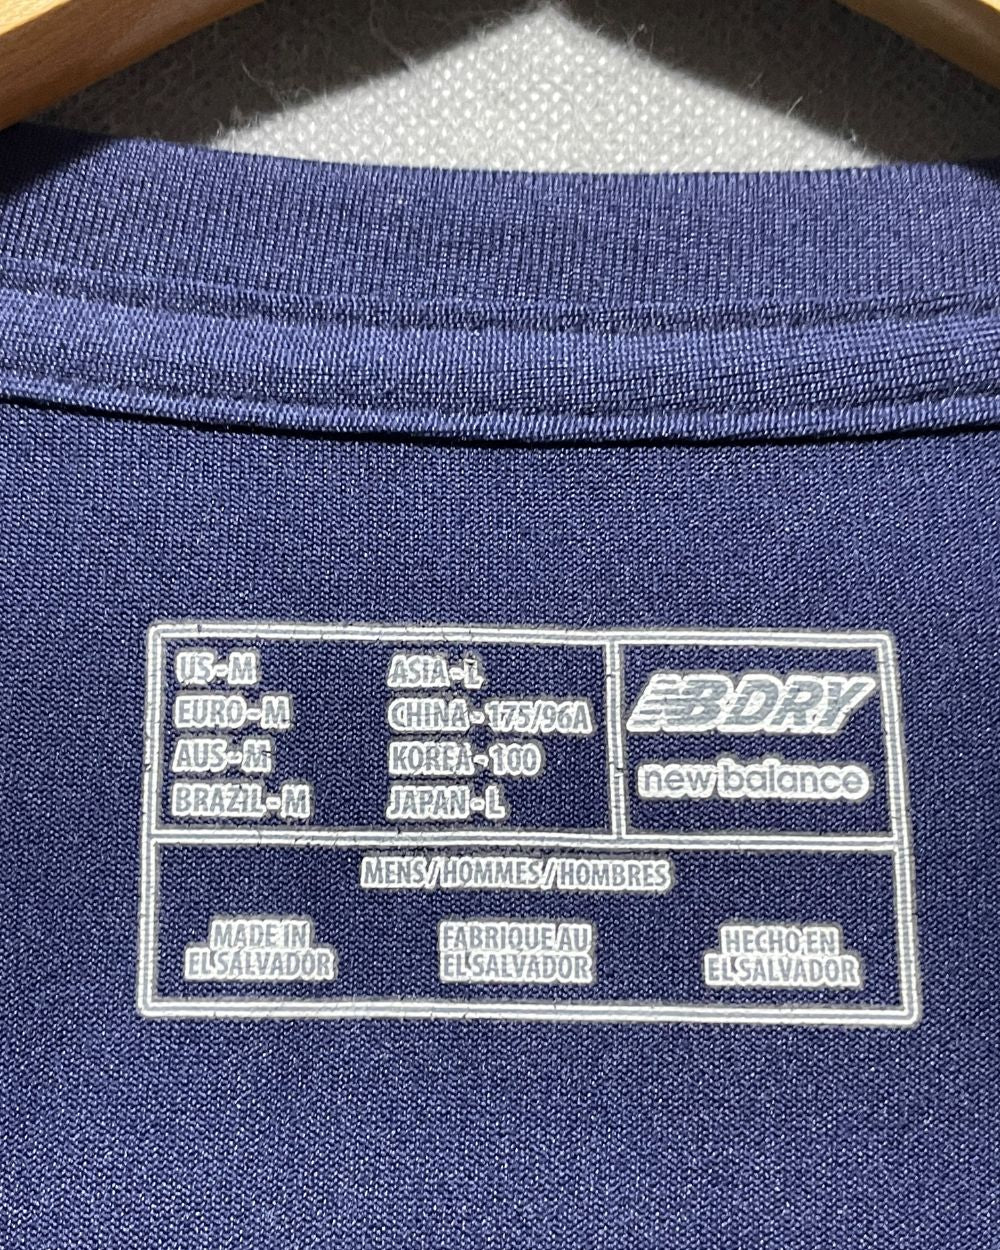 US-M
EURO-M
AUS-M
BRAZIL-M
ASIA-L
CHINA-175/96A
KOREA-100
JAPAN-L
NB DRY
new balance
MENS/HOMMES/HOMBRES
MADE IN
EL SALVADOR
FABRIQUE AU
EL SALVADOR
HECHO EN
EL SALVADOR